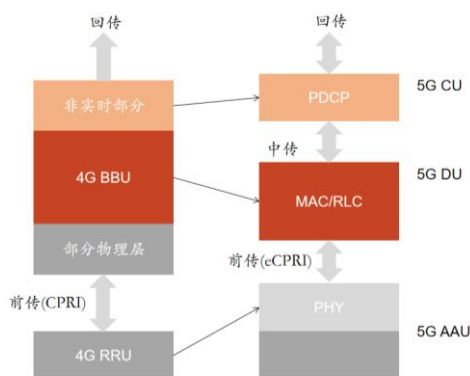 回传
回传
非实时部分
PDCP
5G CU
中传
4G BBU
MAC/RLC
5G DU
部分物理层
前传(eCPRI)
前传(CPRI)
PHY
4G RRU
5G AAU